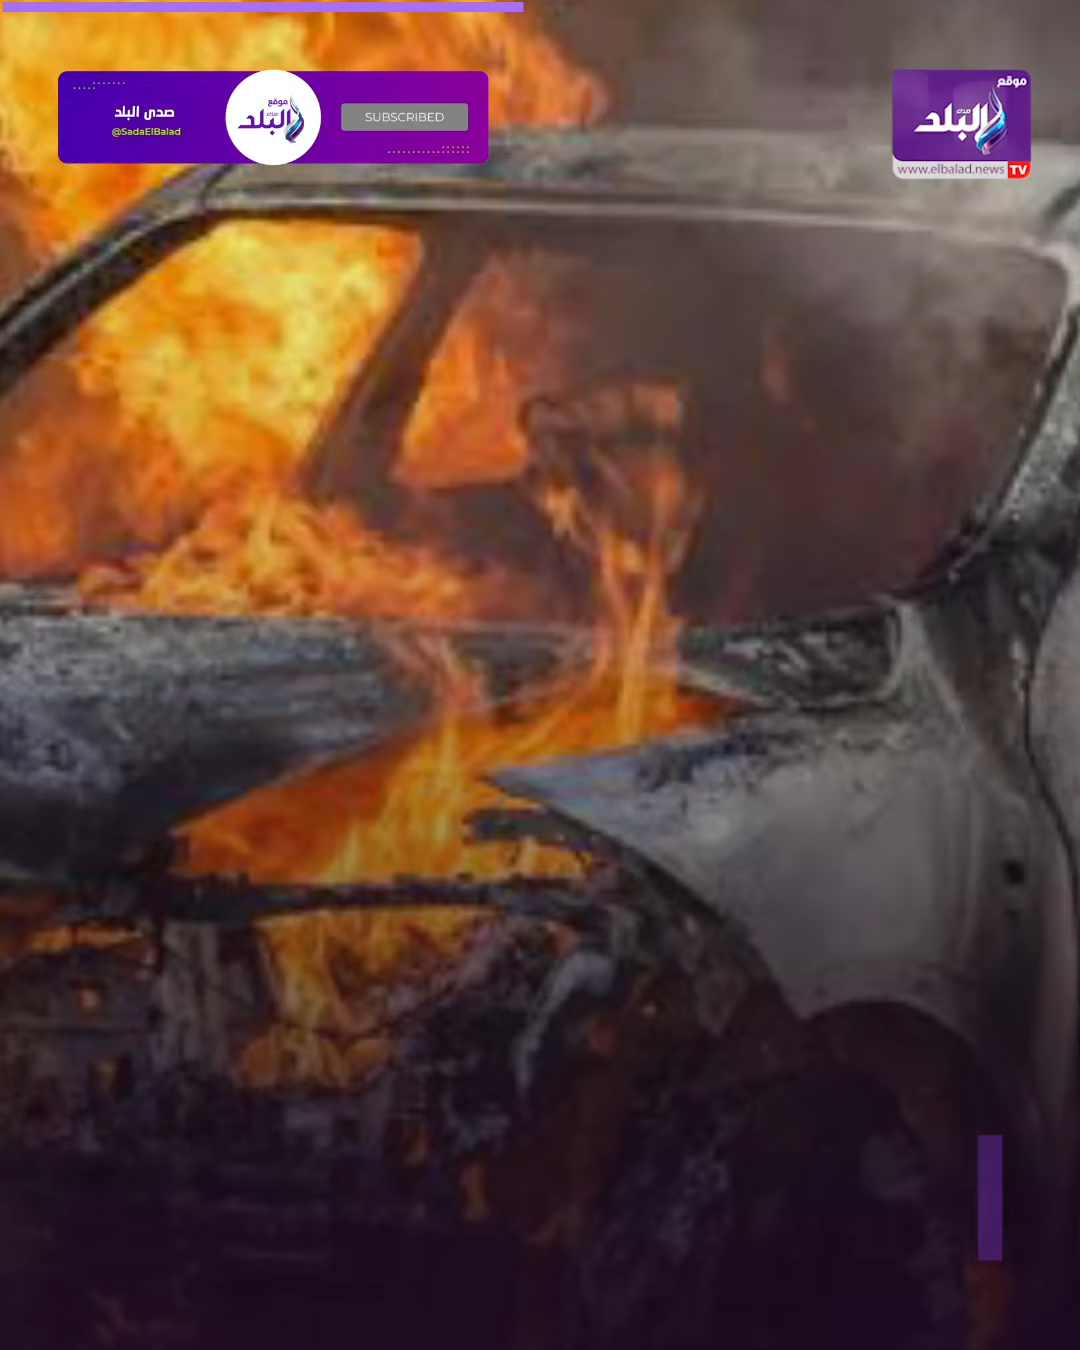 صدى البلد
@SadaElBalad
موقع
صدى
البلد
SUBSCRIBED
موقع
صدى
البلد
www.elbalad.news TV